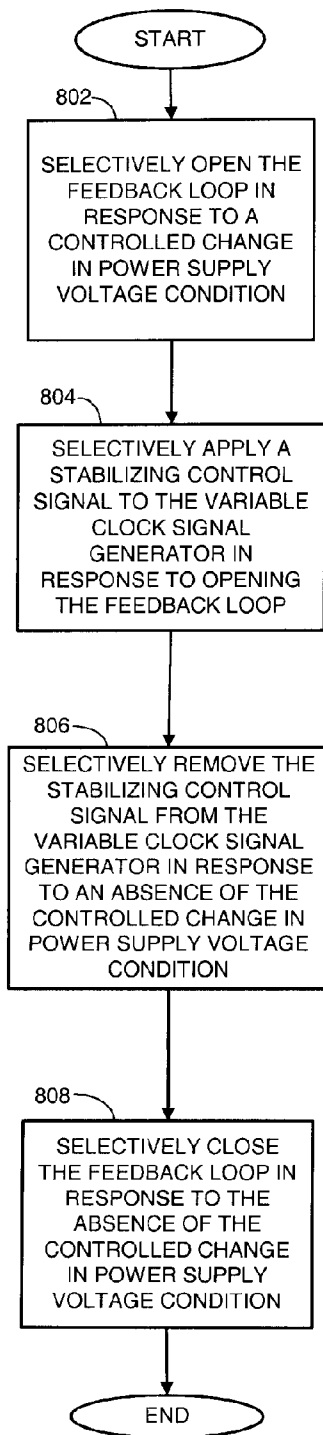 START
802
SELECTIVELY OPEN THE
FEEDBACK LOOP IN
RESPONSE TO A
CONTROLLED CHANGE
IN POWER SUPPLY
VOLTAGE CONDITION
804
SELECTIVELY APPLY A
STABILIZING CONTROL
SIGNAL TO THE VARIABLE
CLOCK SIGNAL
GENERATOR IN
RESPONSE TO OPENING
THE FEEDBACK LOOP
806
SELECTIVELY REMOVE THE
STABILIZING CONTROL
SIGNAL FROM THE
VARIABLE CLOCK SIGNAL
GENERATOR IN RESPONSE
TO AN ABSENCE OF THE
CONTROLLED CHANGE IN
POWER SUPPLY VOLTAGE
CONDITION
808
SELECTIVELY CLOSE
THE FEEDBACK LOOP IN
RESPONSE TO THE
ABSENCE OF THE
CONTROLLED CHANGE
IN POWER SUPPLY
VOLTAGE CONDITION
END